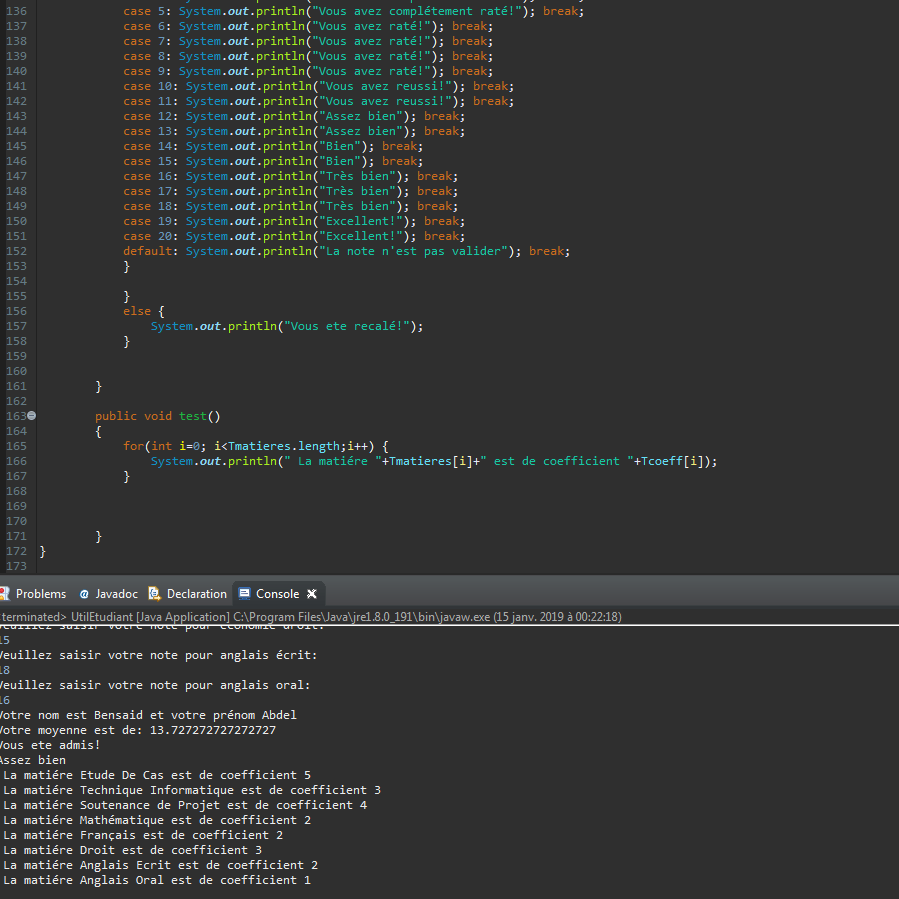 136 case 5: System.out.println("Vous avez complétement raté!"); break;
137 case 6: System.out.println("Vous avez raté!"); break;
138 case 7: System.out.println("Vous avez raté!"); break;
139 case 8: System.out.println("Vous avez raté!"); break;
140 case 9: System.out.println("Vous avez raté!"); break;
141 case 10: System.out.println("Vous avez reussi!"); break;
142 case 11: System.out.println("Vous avez reussi!"); break;
143 case 12: System.out.println("Assez bien"); break;
144 case 13: System.out.println("Assez bien"); break;
145 case 14: System.out.println("Bien"); break;
146 case 15: System.out.println("Bien"); break;
147 case 16: System.out.println("Très bien"); break;
148 case 17: System.out.println("Très bien"); break;
149 case 18: System.out.println("Très bien"); break;
150 case 19: System.out.println("Excellent!"); break;
151 case 20: System.out.println("Excellent!"); break;
152 default: System.out.println("La note n'est pas valider"); break;
153 }
154
155 }
156 else {
157 System.out.println("Vous ete recalé!");
158 }
159
160
161 }
162
163 public void test()
164 {
165 for(int i=0; i<Tmatieres.length;i++) {
166 System.out.println(" La matiére "+Tmatieres[i]+" est de coefficient "+Tcoeff[i]);
167 }
168
169
170
171 }
172 }
173
Problems @ Javadoc Declaration Console
terminated> UtilEtudiant [Java Application] C:\Program Files\Java\jre1.8.0_191\bin\javaw.exe (15 janv. 2019 à 00:22:18)
Veuillez saisir votre note pour économie droit:
15
Veuillez saisir votre note pour anglais écrit:
18
Veuillez saisir votre note pour anglais oral:
16
Votre nom est Bensaid et votre prénom Abdel
Votre moyenne est de: 13.727272727272727
Vous ete admis!
Assez bien
La matiére Etude De Cas est de coefficient 5
La matiére Technique Informatique est de coefficient 3
La matiére Soutenance de Projet est de coefficient 4
La matiére Mathématique est de coefficient 2
La matiére Français est de coefficient 2
La matiére Droit est de coefficient 3
La matiére Anglais Ecrit est de coefficient 2
La matiére Anglais Oral est de coefficient 1